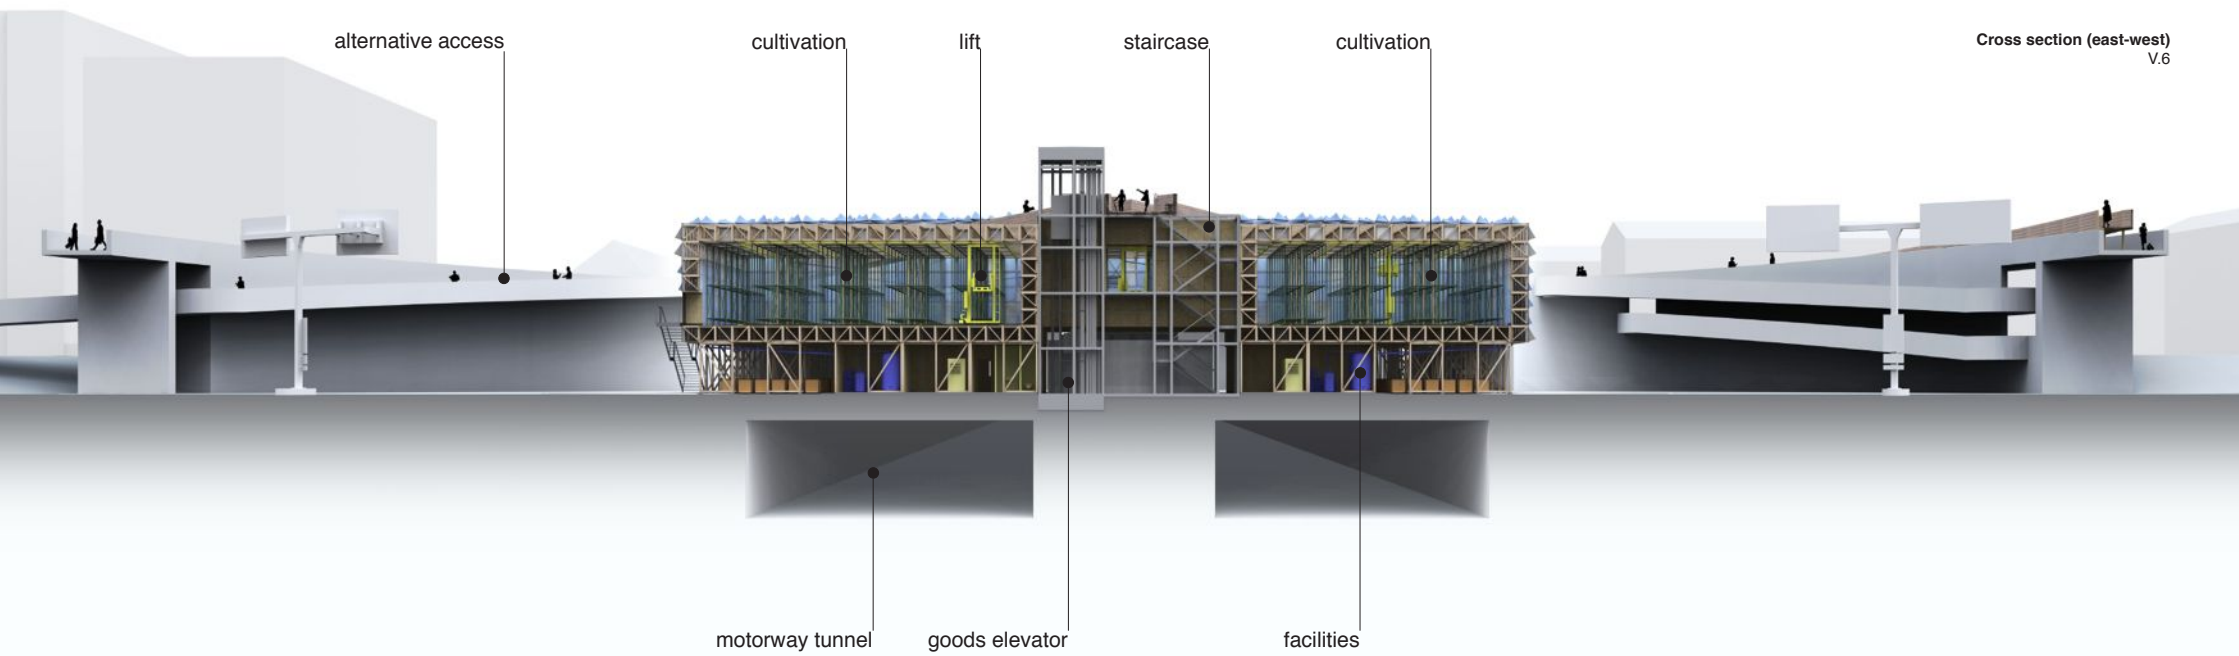 alternative access
cultivation
lift
staircase
cultivation
Cross section (east-west)
V.6
motorway tunnel
goods elevator
facilities